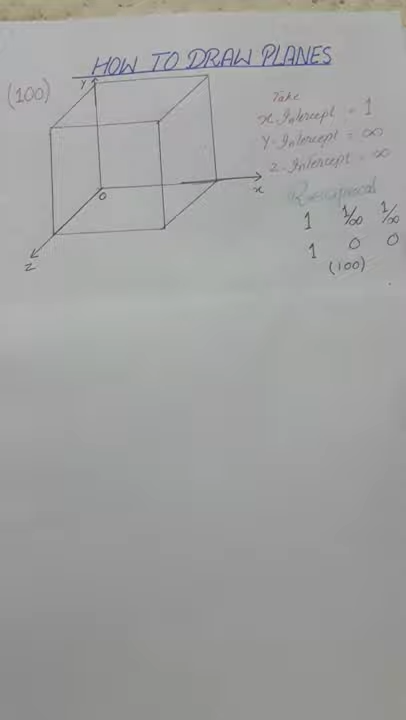 HOW TO DRAW PLANES
(100)
Y
O
x
Z
Take
x-Intercept = 1
Y-Intercept = ∞
Z-Intercept = ∞
Reciprocal
1 1/∞ 1/∞
1 0 0
(100)